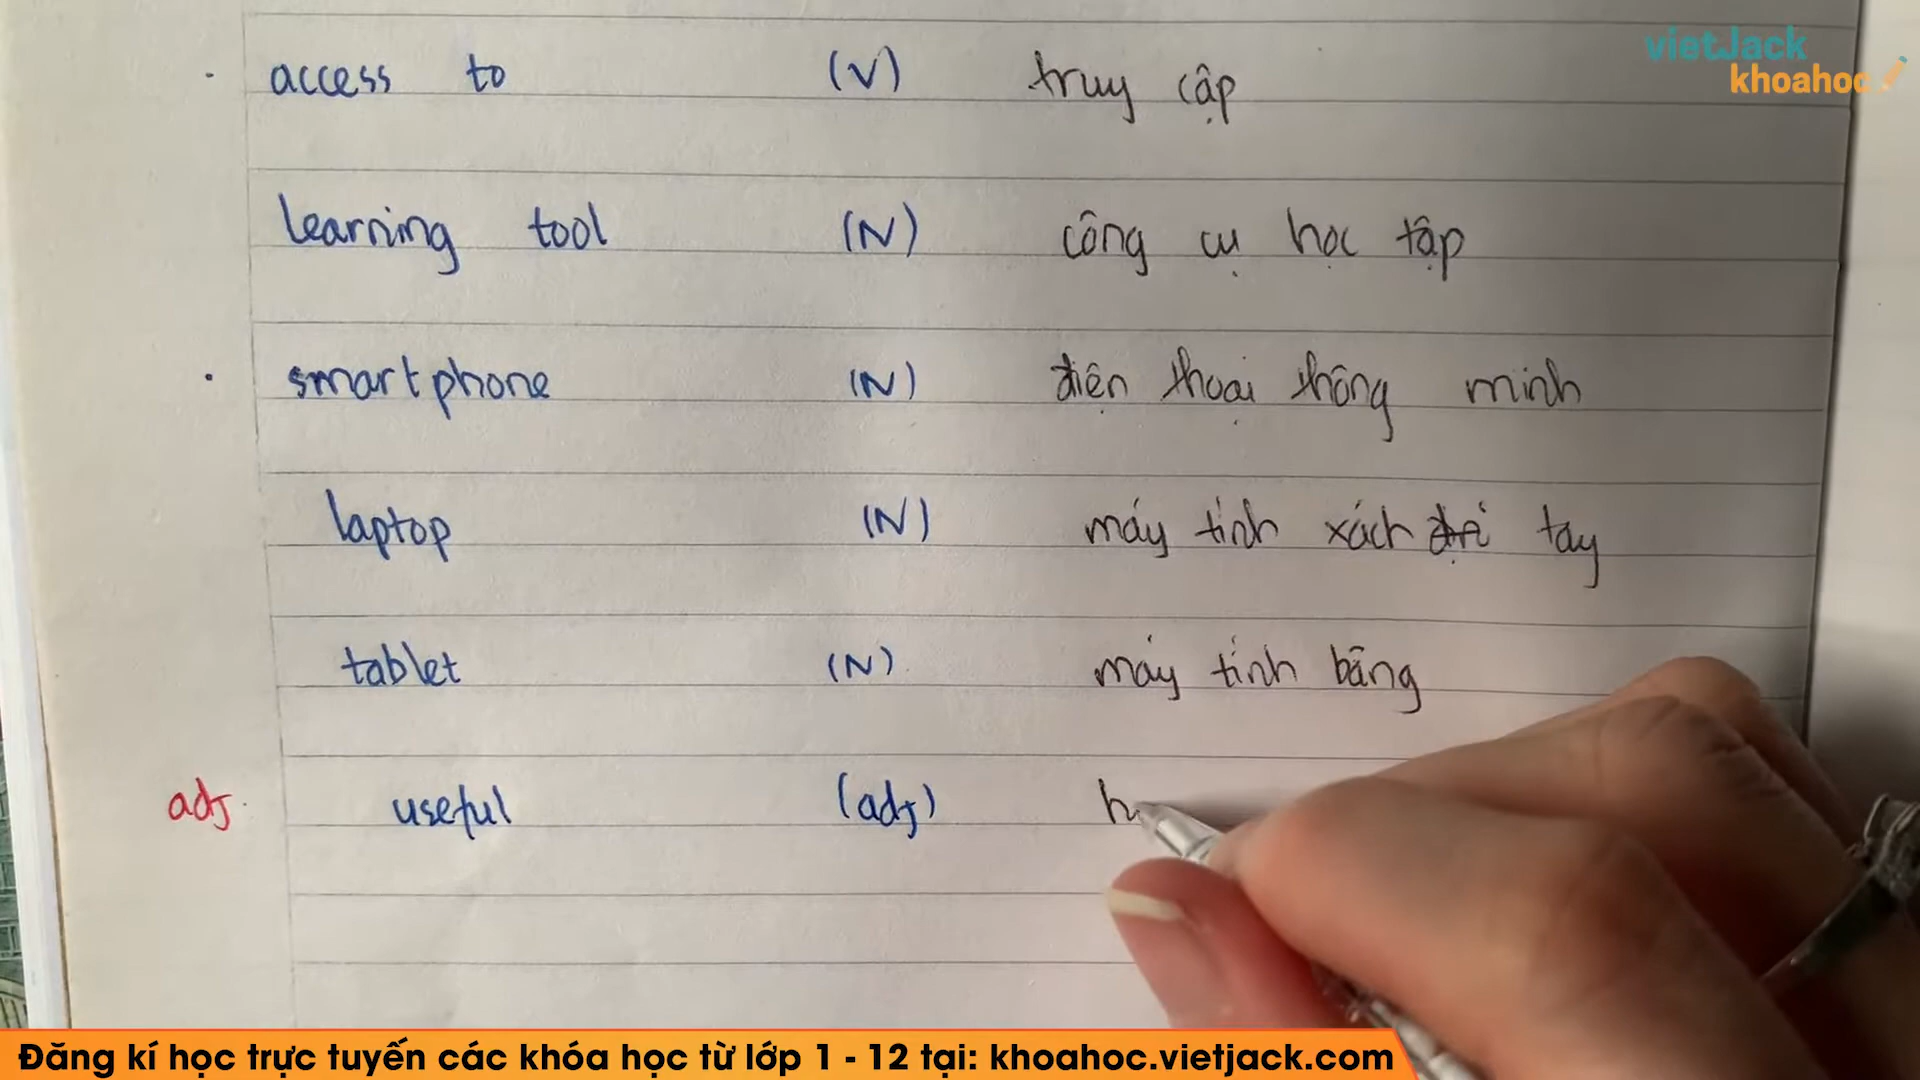 vietJack
khoahoc
access to (V) truy cập
learning tool (N) công cụ học tập
smartphone (N) điện thoại thông minh
laptop (N) máy tính xách tay
tablet (N) máy tính bảng
adj useful (adj) h
Đăng kí học trực tuyến các khóa học từ lớp 1 - 12 tại: khoahoc.vietjack.com